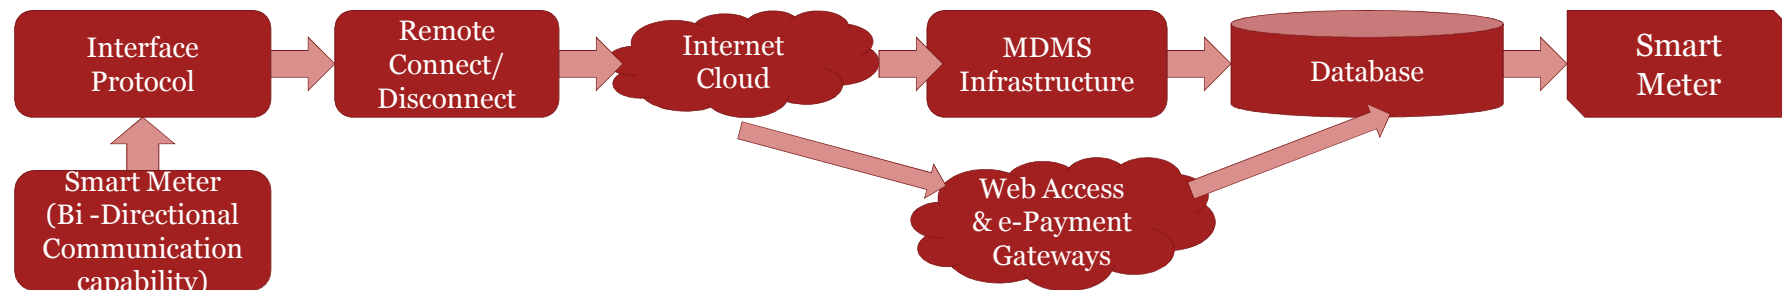 Interface
Protocol
Remote
Connect/
Disconnect
Internet
Cloud
MDMS
Infrastructure
Database
Smart
Meter
Smart Meter
(Bi -Directional
Communication
capability)
Web Access
& e-Payment
Gateways